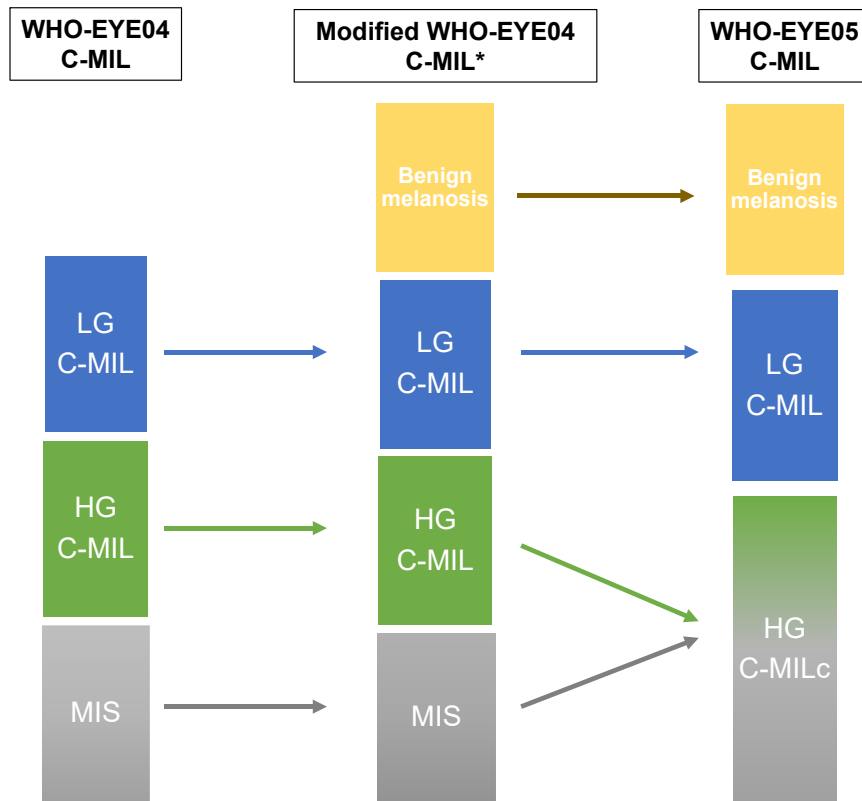 WHO-EYE04
C-MIL
Modified WHO-EYE04
C-MIL*
WHO-EYE05
C-MIL
Benign
melanosis
Benign
melanosis
LG
C-MIL
LG
C-MIL
LG
C-MIL
HG
C-MIL
HG
C-MIL
HG
C-MILc
MIS
MIS